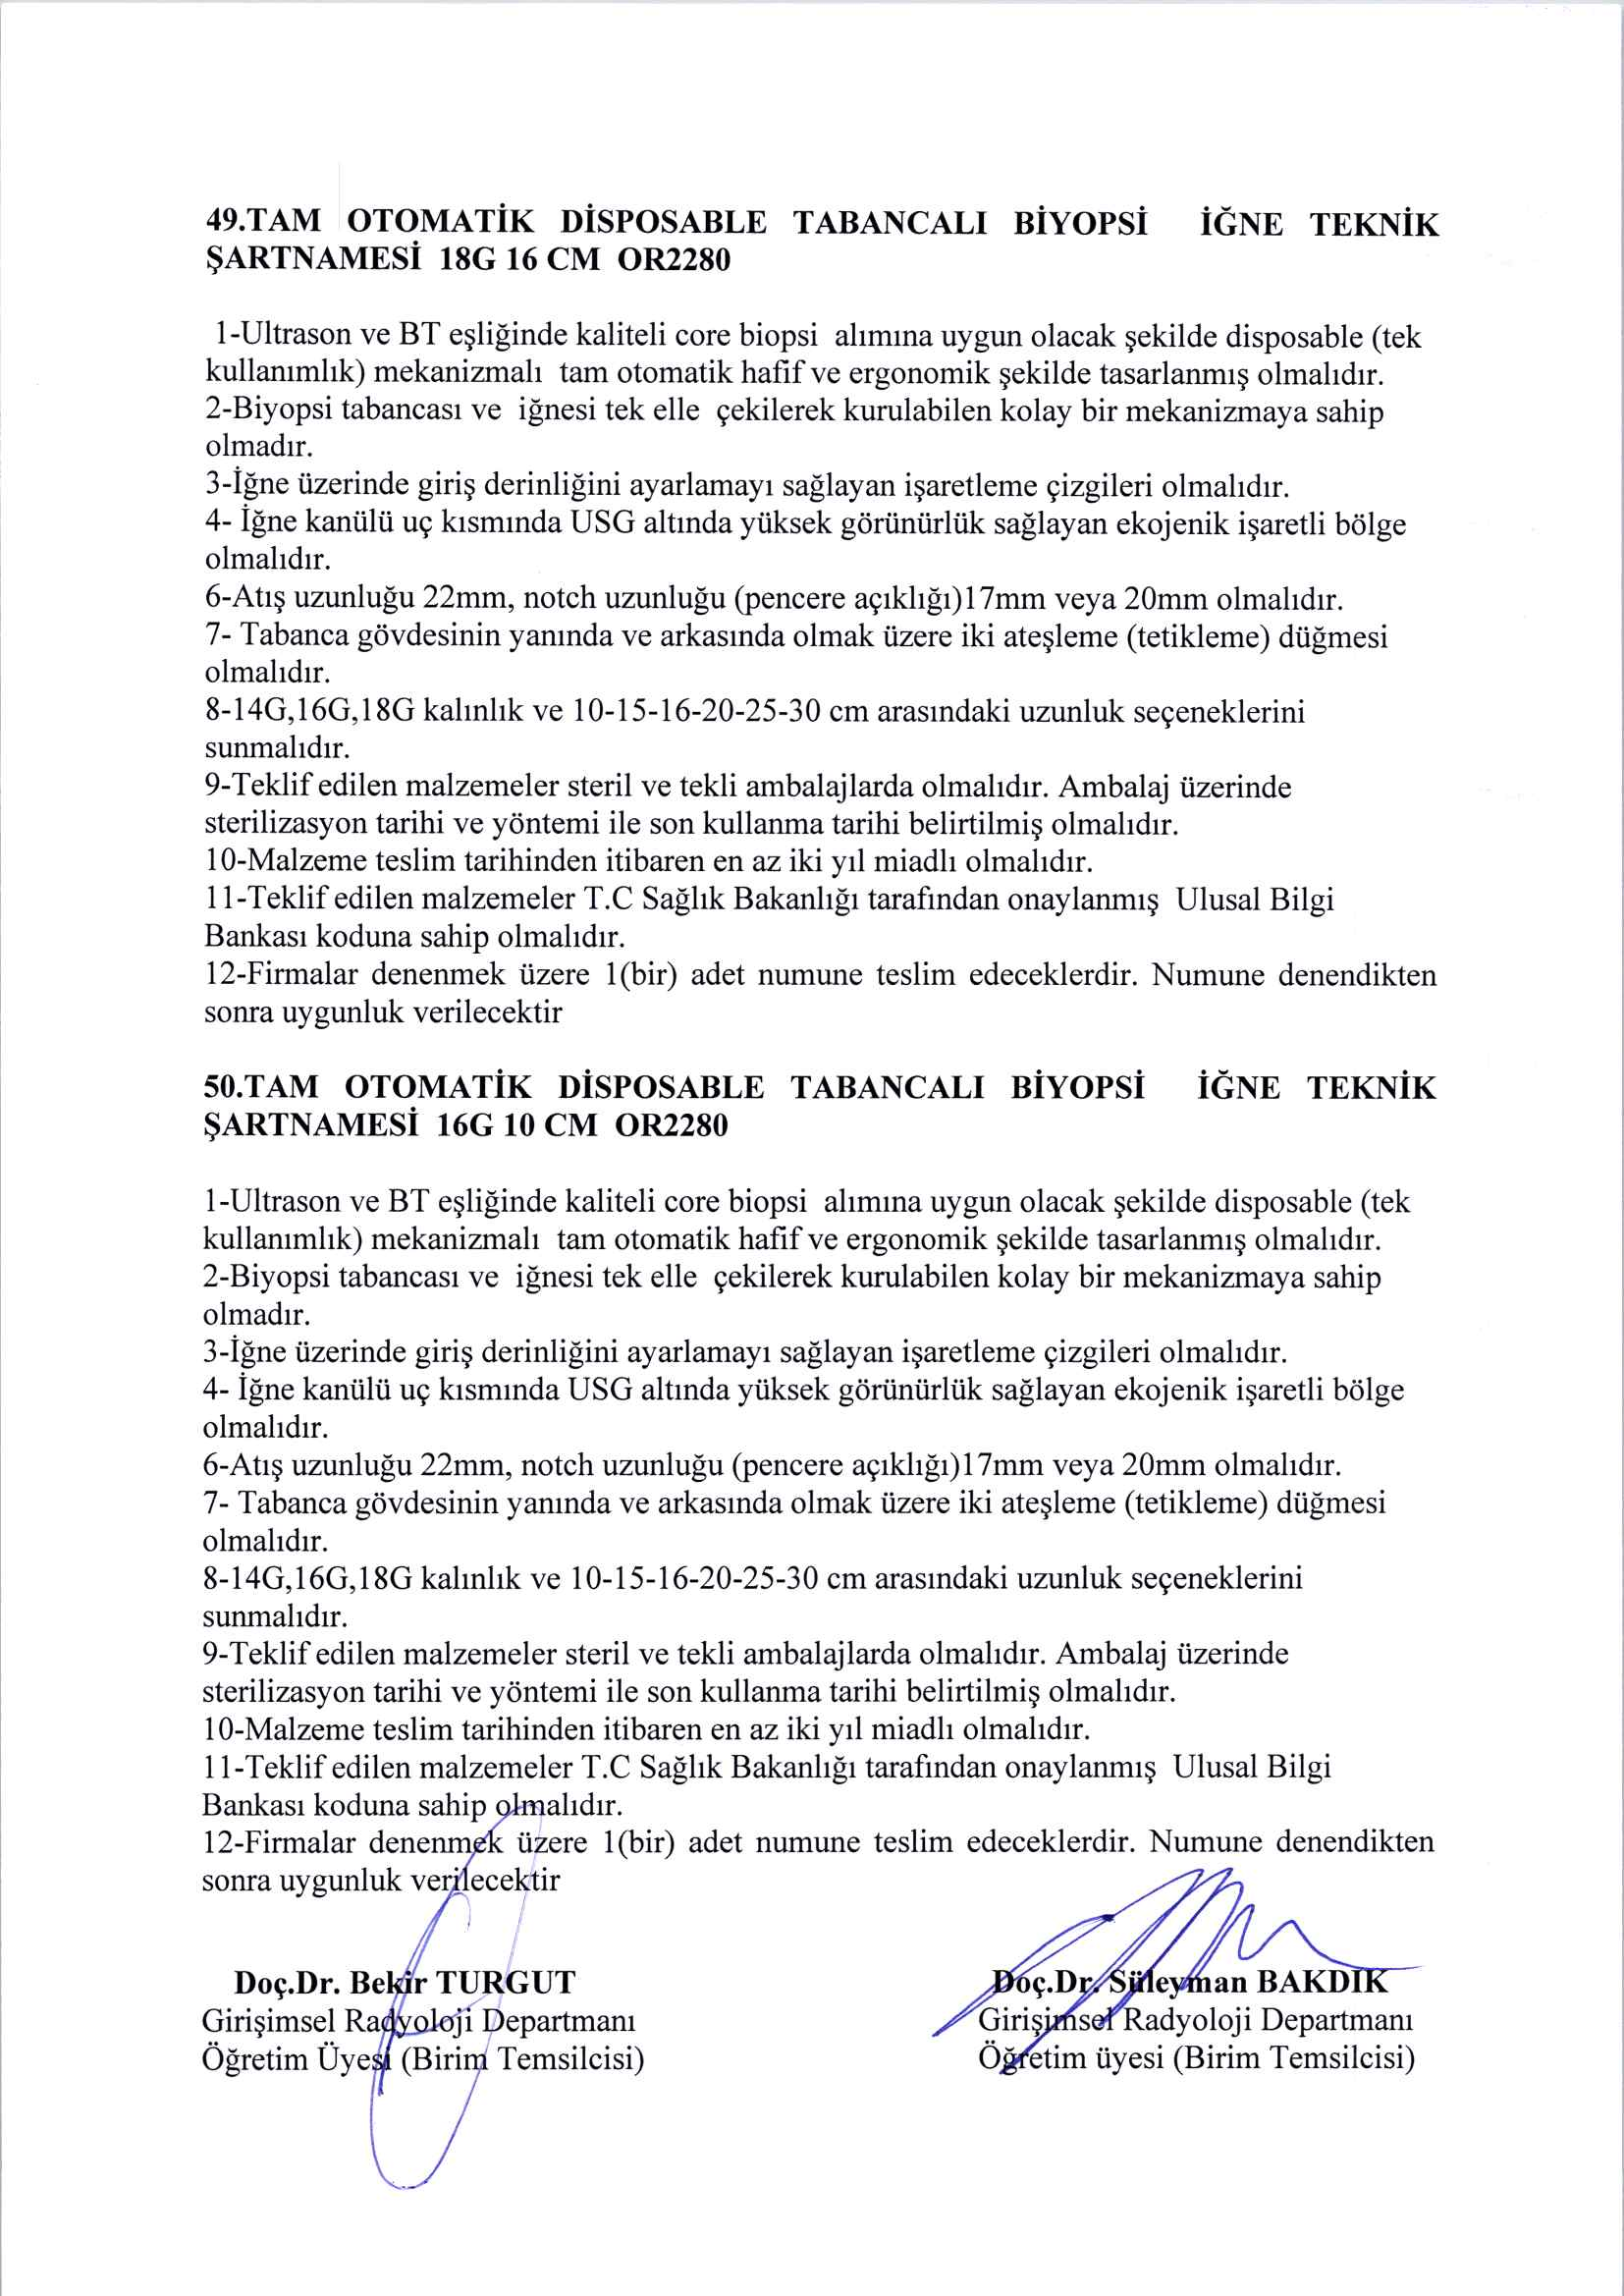 49.TAM OTOMATİK DİSPOSABLE TABANCALI BİYOPSİ İĞNE TEKNİK
ŞARTNAMESİ 18G 16 CM OR2280
1-Ultrason ve BT eşliğinde kaliteli core biopsi alımına uygun olacak şekilde disposable (tek
kullanımlık) mekanizmalı tam otomatik hafif ve ergonomik şekilde tasarlanmış olmalıdır.
2-Biyopsi tabancası ve iğnesi tek elle çekilerek kurulabilen kolay bir mekanizmaya sahip
olmadır.
3-İğne üzerinde giriş derinliğini ayarlamayı sağlayan işaretleme çizgileri olmalıdır.
4- İğne kanülü uç kısmında USG altında yüksek görünürlük sağlayan ekojenik işaretli bölge
olmalıdır.
6-Atış uzunluğu 22mm, notch uzunluğu (pencere açıklığı)17mm veya 20mm olmalıdır.
7- Tabanca gövdesinin yanında ve arkasında olmak üzere iki ateşleme (tetikleme) düğmesi
olmalıdır.
8-14G,16G,18G kalınlık ve 10-15-16-20-25-30 cm arasındaki uzunluk seçeneklerini
sunmalıdır.
9-Teklif edilen malzemeler steril ve tekli ambalajlarda olmalıdır. Ambalaj üzerinde
sterilizasyon tarihi ve yöntemi ile son kullanma tarihi belirtilmiş olmalıdır.
10-Malzeme teslim tarihinden itibaren en az iki yıl miadlı olmalıdır.
11-Teklif edilen malzemeler T.C Sağlık Bakanlığı tarafından onaylanmış Ulusal Bilgi
Bankası koduna sahip olmalıdır.
12-Firmalar denenmek üzere 1(bir) adet numune teslim edeceklerdir. Numune denendikten
sonra uygunluk verilecektir
50.TAM OTOMATİK DİSPOSABLE TABANCALI BİYOPSİ İĞNE TEKNİK
ŞARTNAMESİ 16G 10 CM OR2280
1-Ultrason ve BT eşliğinde kaliteli core biopsi alımına uygun olacak şekilde disposable (tek
kullanımlık) mekanizmalı tam otomatik hafif ve ergonomik şekilde tasarlanmış olmalıdır.
2-Biyopsi tabancası ve iğnesi tek elle çekilerek kurulabilen kolay bir mekanizmaya sahip
olmadır.
3-İğne üzerinde giriş derinliğini ayarlamayı sağlayan işaretleme çizgileri olmalıdır.
4- İğne kanülü uç kısmında USG altında yüksek görünürlük sağlayan ekojenik işaretli bölge
olmalıdır.
6-Atış uzunluğu 22mm, notch uzunluğu (pencere açıklığı)17mm veya 20mm olmalıdır.
7- Tabanca gövdesinin yanında ve arkasında olmak üzere iki ateşleme (tetikleme) düğmesi
olmalıdır.
8-14G,16G,18G kalınlık ve 10-15-16-20-25-30 cm arasındaki uzunluk seçeneklerini
sunmalıdır.
9-Teklif edilen malzemeler steril ve tekli ambalajlarda olmalıdır. Ambalaj üzerinde
sterilizasyon tarihi ve yöntemi ile son kullanma tarihi belirtilmiş olmalıdır.
10-Malzeme teslim tarihinden itibaren en az iki yıl miadlı olmalıdır.
11-Teklif edilen malzemeler T.C Sağlık Bakanlığı tarafından onaylanmış Ulusal Bilgi
Bankası koduna sahip olmalıdır.
12-Firmalar denenmek üzere 1(bir) adet numune teslim edeceklerdir. Numune denendikten
sonra uygunluk verilecektir
Doç.Dr. Bekir TURGUT
Girişimsel Radyoloji Departmanı
Öğretim Üyesi (Birim Temsilcisi)
Doç.Dr. Süleyman BAKDIK
Girişimsel Radyoloji Departmanı
Öğretim üyesi (Birim Temsilcisi)